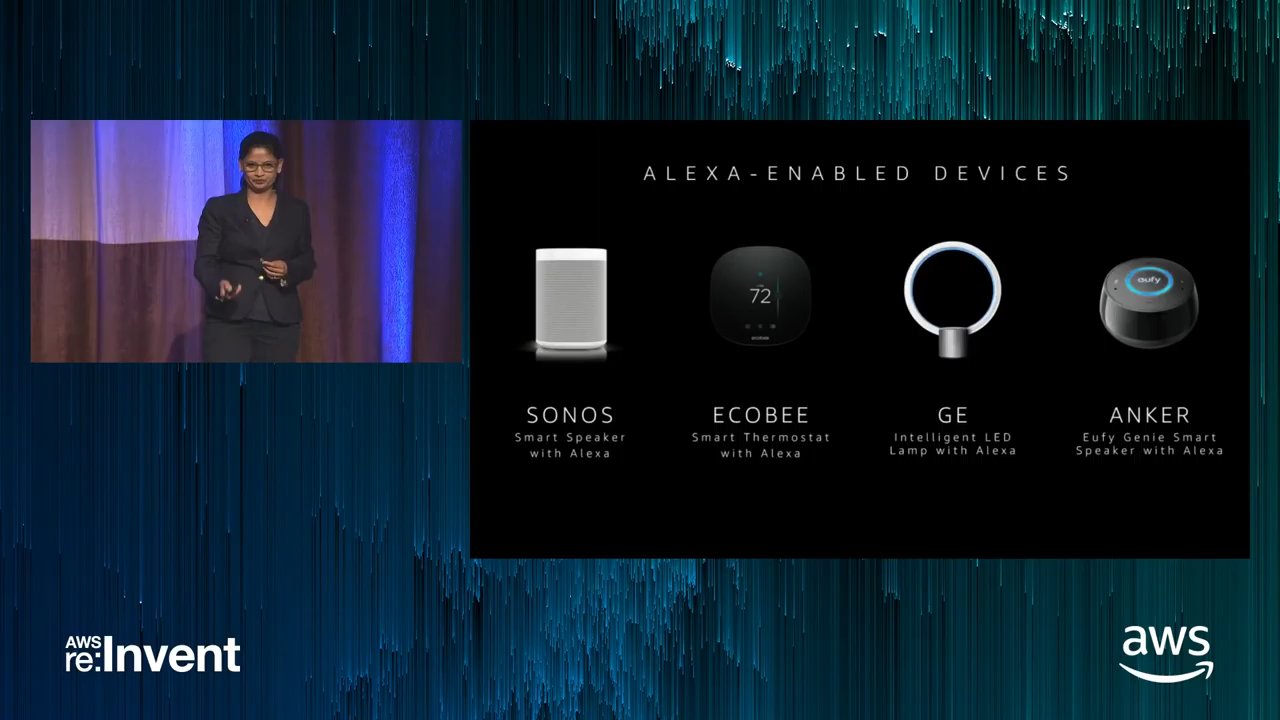 ALEXA-ENABLED DEVICES
72
ecobee
eufy
SONOS
Smart Speaker
with Alexa
ECOBEE
Smart Thermostat
with Alexa
GE
Intelligent LED
Lamp with Alexa
ANKER
Eufy Genie Smart
Speaker with Alexa
AWS
re:Invent
aws